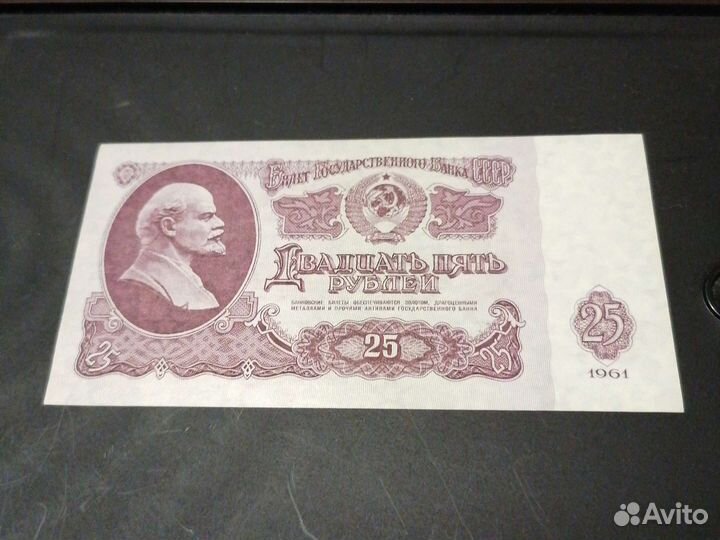 Билет Государственного Банка СССР
Двадцать пять
рублей
БАНКОВСКИЕ БИЛЕТЫ ОБЕСПЕЧИВАЮТСЯ ЗОЛОТОМ, ДРАГОЦЕННЫМИ
МЕТАЛЛАМИ И ПРОЧИМИ АКТИВАМИ ГОСУДАРСТВЕННОГО БАНКА
25
25
25
25
1961
Avito